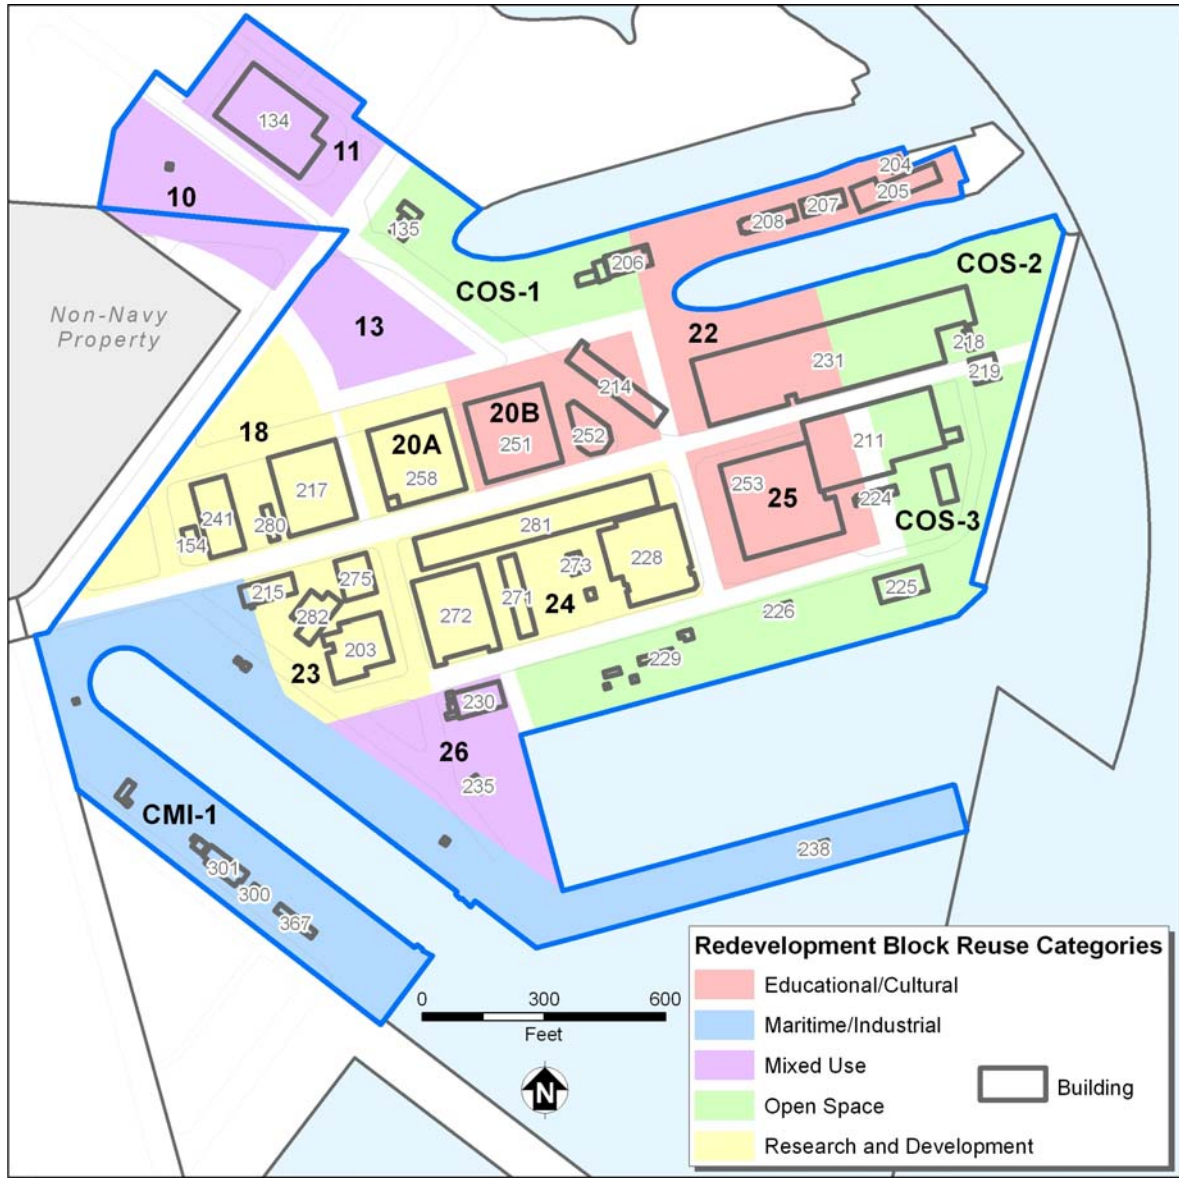 134
11
10
204
205
207
208
135
206
COS-1
COS-2
Non-Navy
Property
13
22
218
219
231
214
20B
251
252
18
20A
258
211
217
253
25
224
COS-3
241
280
154
281
228
273
275
215
282
203
272
271
24
225
226
229
23
230
26
235
CMI-1
238
301
300
367
0 300 600
Feet
N
Redevelopment Block Reuse Categories
Educational/Cultural
Maritime/Industrial
Mixed Use
Open Space
Research and Development
Building